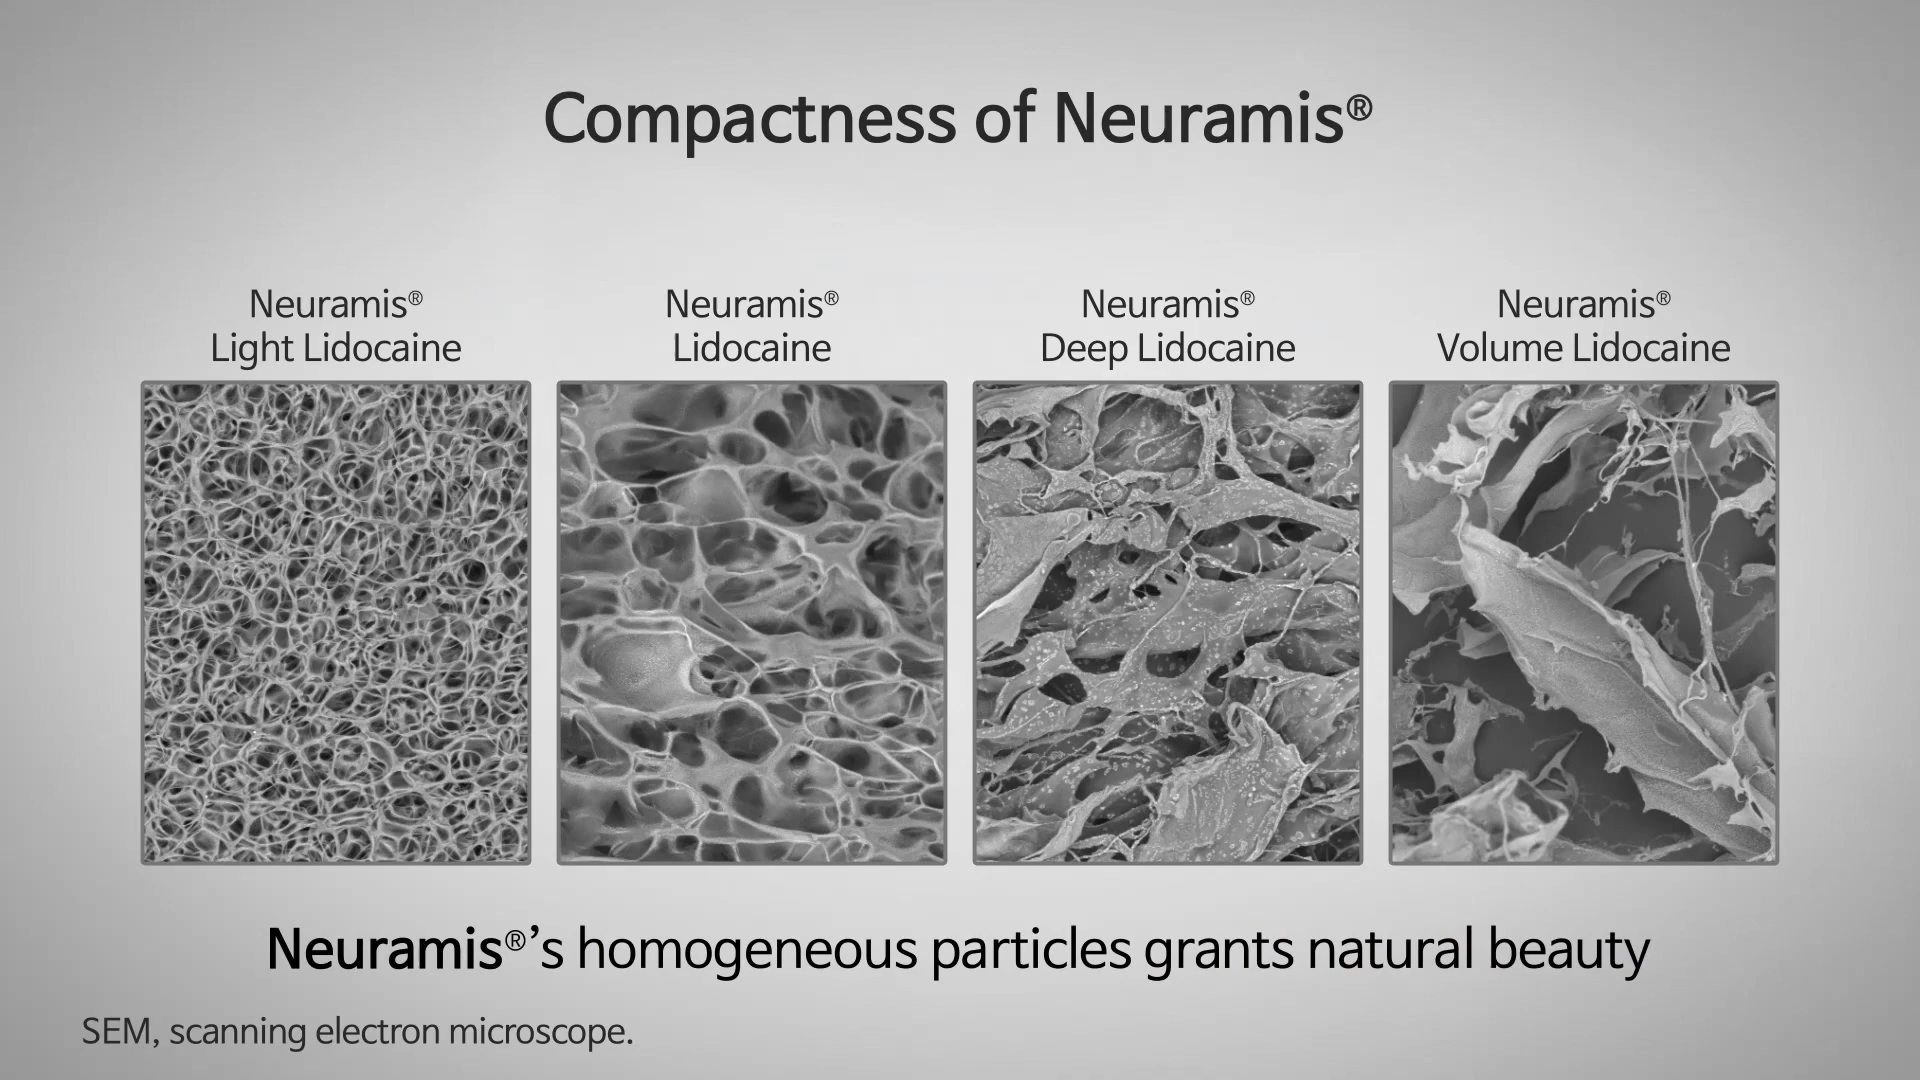 Compactness of Neuramis®
Neuramis®
Light Lidocaine
Neuramis®
Lidocaine
Neuramis®
Deep Lidocaine
Neuramis®
Volume Lidocaine
Neuramis®’s homogeneous particles grants natural beauty
SEM, scanning electron microscope.